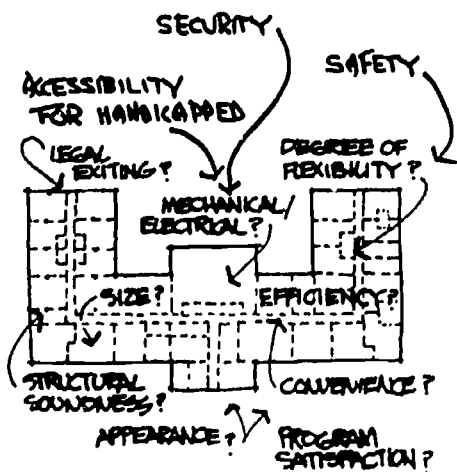 SECURITY
SAFETY
ACCESSIBILITY
FOR HANDICAPPED
LEGAL
EXITING?
DEGREE OF
FLEXIBILITY?
MECHANICAL/
ELECTRICAL?
SIZE?
EFFICIENCY?
STRUCTURAL
SOUNDNESS?
CONVENIENCE?
APPEARANCE?
PROGRAM
SATISFACTION?